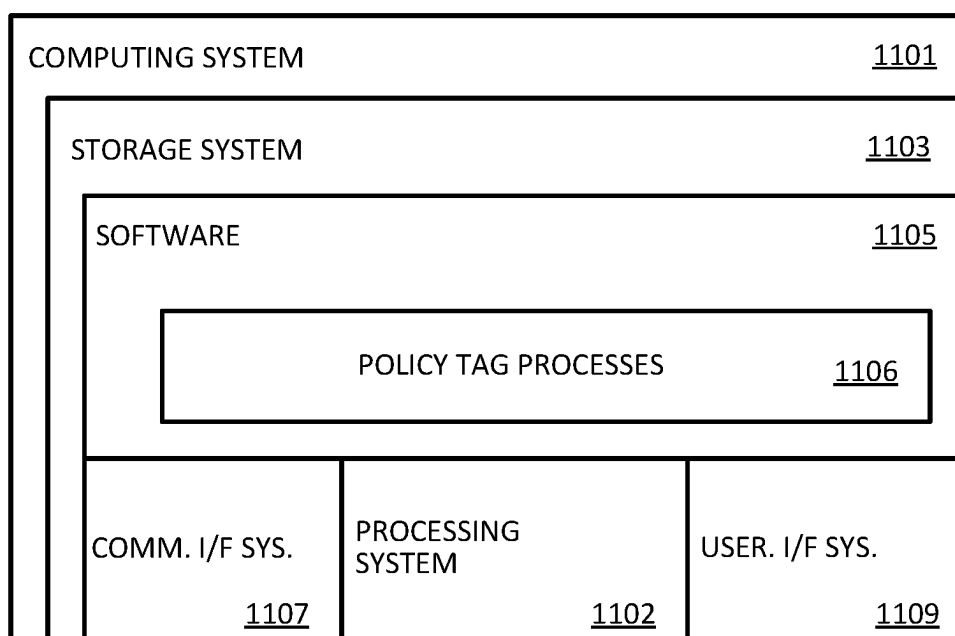 COMPUTING SYSTEM 1101
STORAGE SYSTEM 1103
SOFTWARE 1105
POLICY TAG PROCESSES 1106
COMM. I/F SYS.
1107
PROCESSING
SYSTEM
1102
USER. I/F SYS.
1109